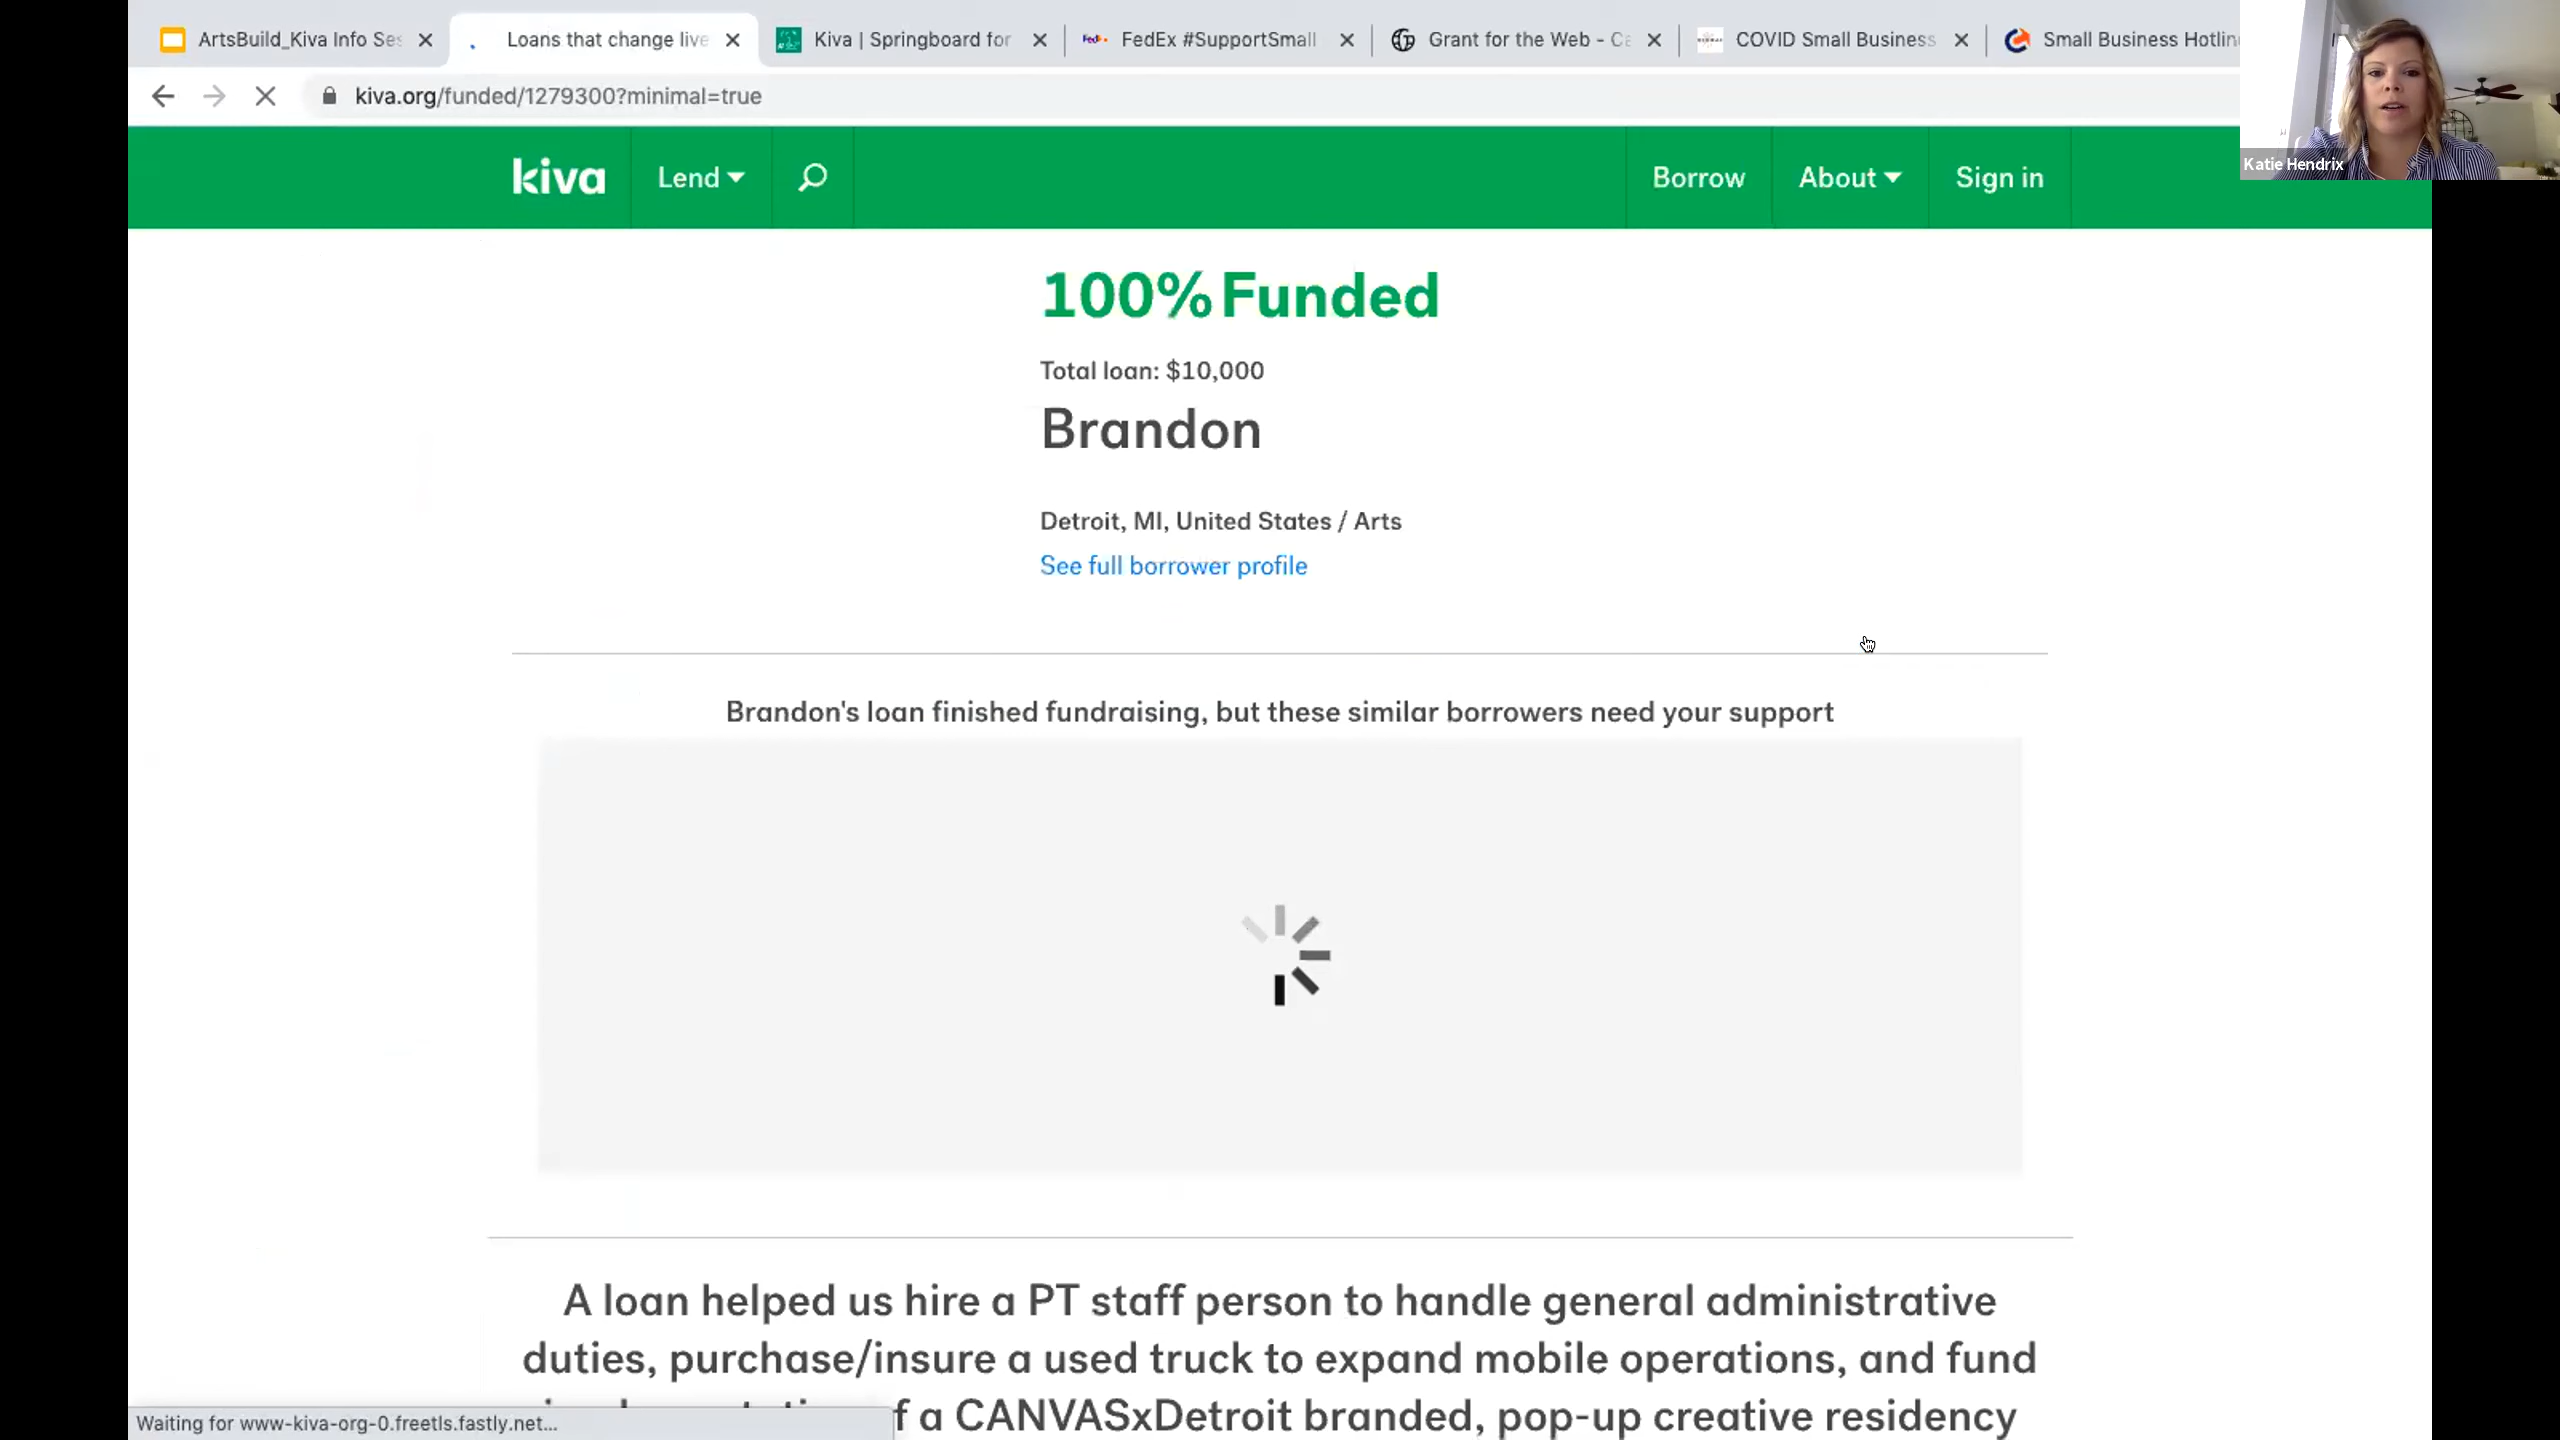 ArtsBuild_Kiva Info Ses
Loans that change live
Kiva | Springboard for
FedEx #SupportSmall
Grant for the Web - Ca
COVID Small Business
Small Business Hotlin
kiva.org/funded/1279300?minimal=true
Katie Hendrix
kiva
Lend
Borrow
About
Sign in
100% Funded
Total loan: $10,000
Brandon
Detroit, MI, United States / Arts
See full borrower profile
Brandon's loan finished fundraising, but these similar borrowers need your support
A loan helped us hire a PT staff person to handle general administrative
duties, purchase/insure a used truck to expand mobile operations, and fund
f a CANVASxDetroit branded, pop-up creative residency
Waiting for www-kiva-org-0.freetls.fastly.net...